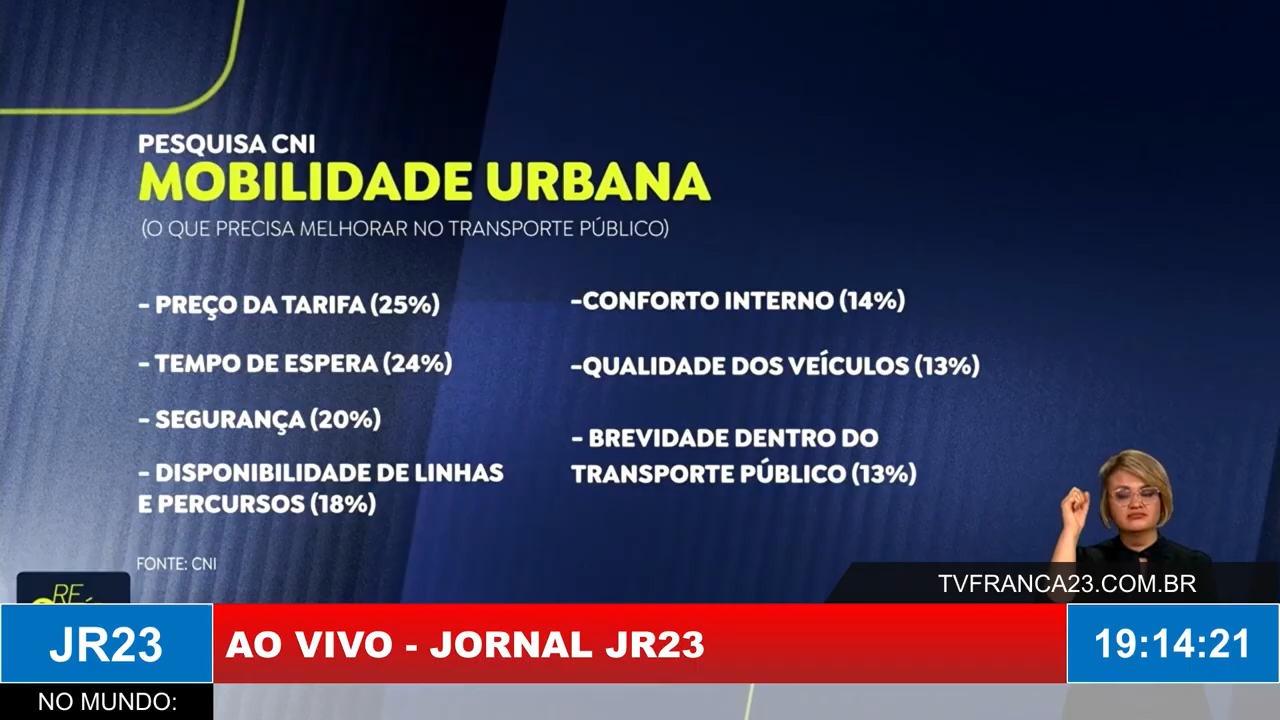 PESQUISA CNI
MOBILIDADE URBANA
(O QUE PRECISA MELHORAR NO TRANSPORTE PÚBLICO)
- PREÇO DA TARIFA (25%)
- TEMPO DE ESPERA (24%)
- SEGURANÇA (20%)
- DISPONIBILIDADE DE LINHAS
E PERCURSOS (18%)
-CONFORTO INTERNO (14%)
-QUALIDADE DOS VEÍCULOS (13%)
- BREVIDADE DENTRO DO
TRANSPORTE PÚBLICO (13%)
FONTE: CNI
RE
TVFRANCA23.COM.BR
JR23
AO VIVO - JORNAL JR23
19:14:21
NO MUNDO: